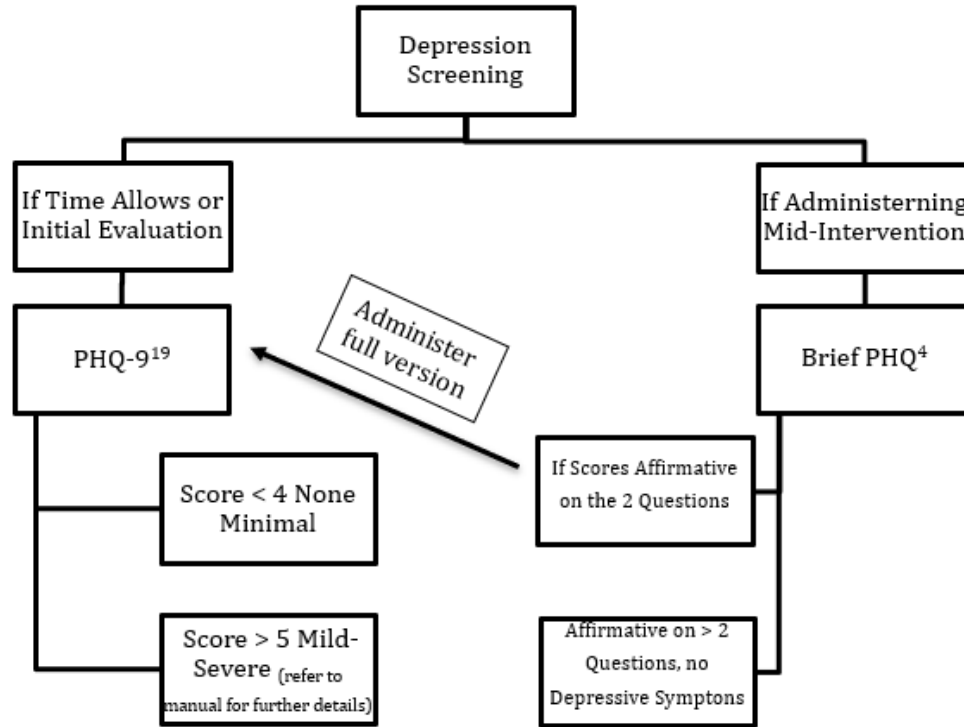 Depression
Screening
If Time Allows or
Initial Evaluation
If Administerning
Mid-Intervention
Administer
full version
PHQ-9¹⁹
Brief PHQ⁴
If Scores Affirmative
on the 2 Questions
Score < 4 None
Minimal
Score > 5 Mild-
Severe (refer to
manual for further details)
Affirmative on > 2
Questions, no
Depressive Symptons